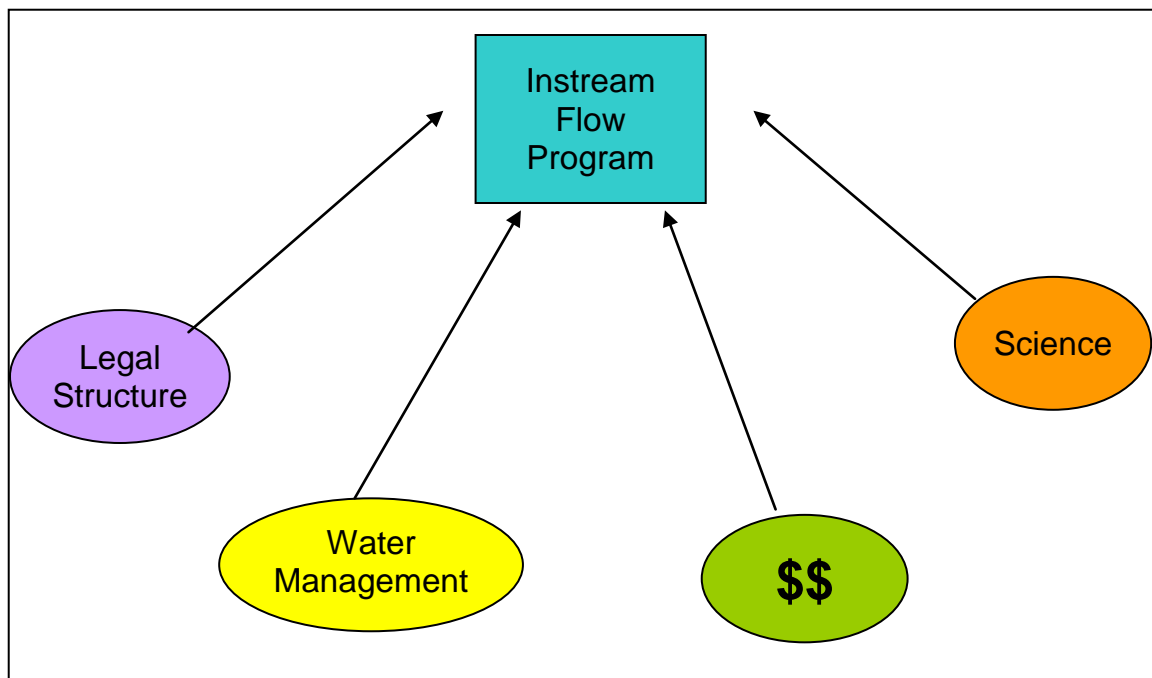 Instream
Flow
Program
Legal
Structure
Science
Water
Management
$$